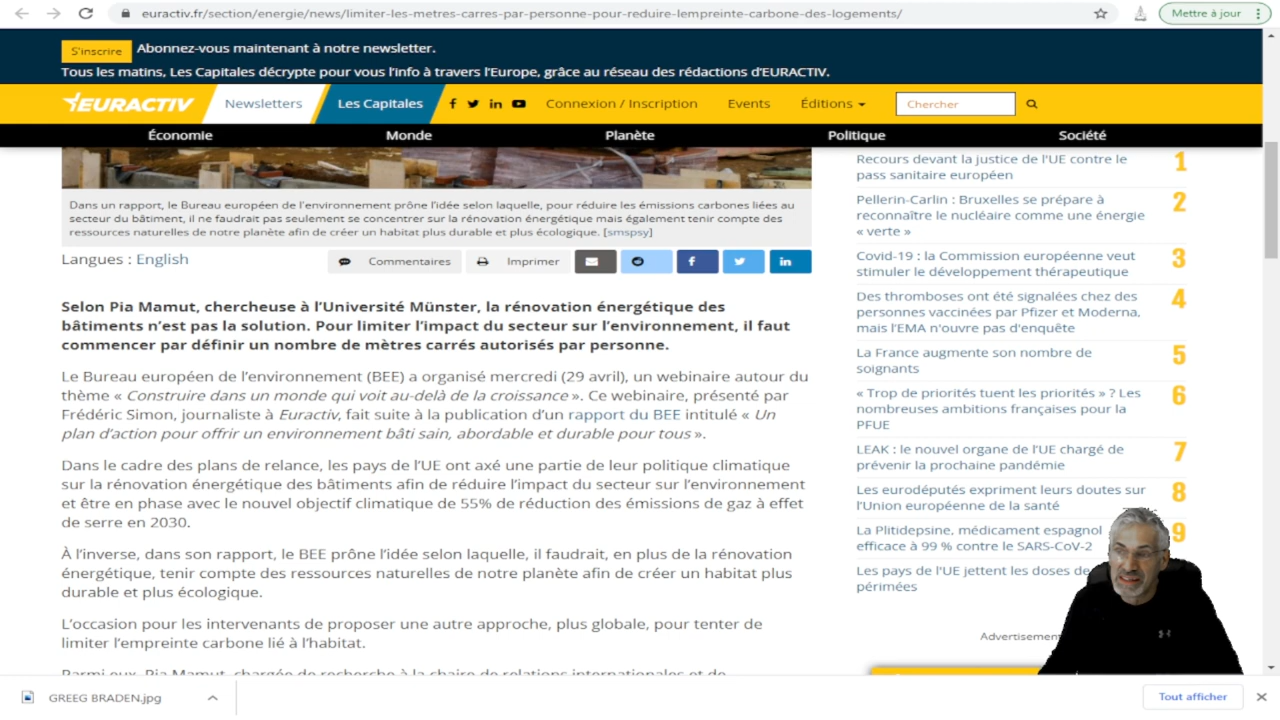 euractiv.fr/section/energie/news/limiter-les-metres-carres-par-personne-pour-reduire-lempreinte-carbone-des-logements/
Mettre à jour
S'inscrire
Abonnez-vous maintenant à notre newsletter.
Tous les matins, Les Capitales décrypte pour vous l'info à travers l'Europe, grâce au réseau des rédactions d'EURACTIV.
EURACTIV
Newsletters
Les Capitales
Connexion / Inscription
Events
Éditions
Chercher
Économie
Monde
Planète
Politique
Société
Dans un rapport, le Bureau européen de l'environnement prône l'idée selon laquelle, pour réduire les émissions carbones liées au
secteur du bâtiment, il ne faudrait pas seulement se concentrer sur la rénovation énergétique mais également tenir compte des
ressources naturelles de notre planète afin de créer un habitat plus durable et plus écologique. [smspsy]
Langues : English
Commentaires
Imprimer
Selon Pia Mamut, chercheuse à l'Université Münster, la rénovation énergétique des
bâtiments n'est pas la solution. Pour limiter l'impact du secteur sur l'environnement, il faut
commencer par définir un nombre de mètres carrés autorisés par personne.
Le Bureau européen de l'environnement (BEE) a organisé mercredi (29 avril), un webinaire autour du
thème « Construire dans un monde qui voit au-delà de la croissance ». Ce webinaire, présenté par
Frédéric Simon, journaliste à Euractiv, fait suite à la publication d'un rapport du BEE intitulé « Un
plan d'action pour offrir un environnement bâti sain, abordable et durable pour tous ».
Dans le cadre des plans de relance, les pays de l'UE ont axé une partie de leur politique climatique
sur la rénovation énergétique des bâtiments afin de réduire l'impact du secteur sur l'environnement
et être en phase avec le nouvel objectif climatique de 55% de réduction des émissions de gaz à effet
de serre en 2030.
À l'inverse, dans son rapport, le BEE prône l'idée selon laquelle, il faudrait, en plus de la rénovation
énergétique, tenir compte des ressources naturelles de notre planète afin de créer un habitat plus
durable et plus écologique.
L'occasion pour les intervenants de proposer une autre approche, plus globale, pour tenter de
limiter l'empreinte carbone lié à l'habitat.
Parmi eux, Pia Mamut, chargée de recherche à la chaire de relations internationales et de
Recours devant la justice de l'UE contre le
pass sanitaire européen
1
Pellerin-Carlin : Bruxelles se prépare à
reconnaître le nucléaire comme une énergie
« verte »
2
Covid-19 : la Commission européenne veut
stimuler le développement thérapeutique
3
Des thromboses ont été signalées chez des
personnes vaccinées par Pfizer et Moderna,
mais l'EMA n'ouvre pas d'enquête
4
La France augmente son nombre de
soignants
5
« Trop de priorités tuent les priorités » ? Les
nombreuses ambitions françaises pour la
PFUE
6
LEAK : le nouvel organe de l'UE chargé de
prévenir la prochaine pandémie
7
Les eurodéputés expriment leurs doutes sur
l'Union européenne de la santé
8
La Plitidepsine, médicament espagnol
efficace à 99 % contre le SARS-CoV-2
9
Les pays de l'UE jettent les doses de
périmées
Advertisement
GREEG BRADEN.jpg
Tout afficher